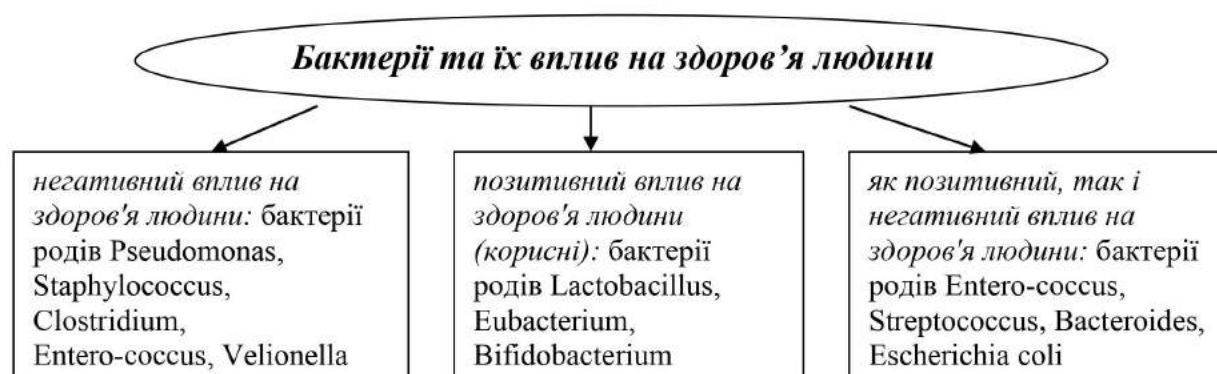 Бактерії та їх вплив на здоров’я людини
негативний вплив на
здоров'я людини: бактерії
родів Pseudomonas,
Staphylococcus,
Clostridium,
Entero-coccus, Velionella
позитивний вплив на
здоров'я людини
(корисні): бактерії
родів Lactobacillus,
Eubacterium,
Bifidobacterium
як позитивний, так і
негативний вплив на
здоров'я людини: бактерії
родів Entero-coccus,
Streptococcus, Bacteroides,
Escherichia coli